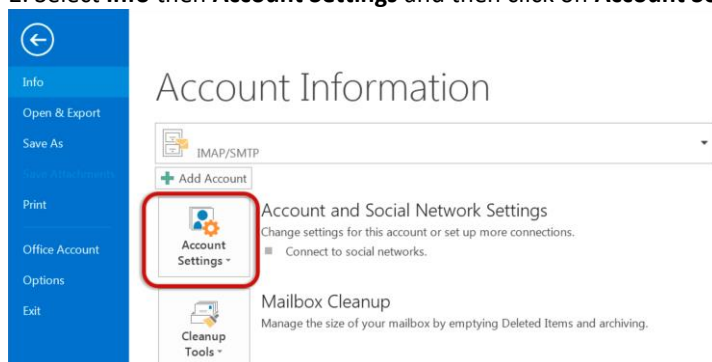 Info then Account Settings and then click on Account
Info
Open & Export
Save As
Save Attachments
Print
Office Account
Options
Exit
Account Information
IMAP/SMTP
Add Account
Account
Settings
Account and Social Network Settings
Change settings for this account or set up more connections.
Connect to social networks.
Cleanup
Tools
Mailbox Cleanup
Manage the size of your mailbox by emptying Deleted Items and archiving.